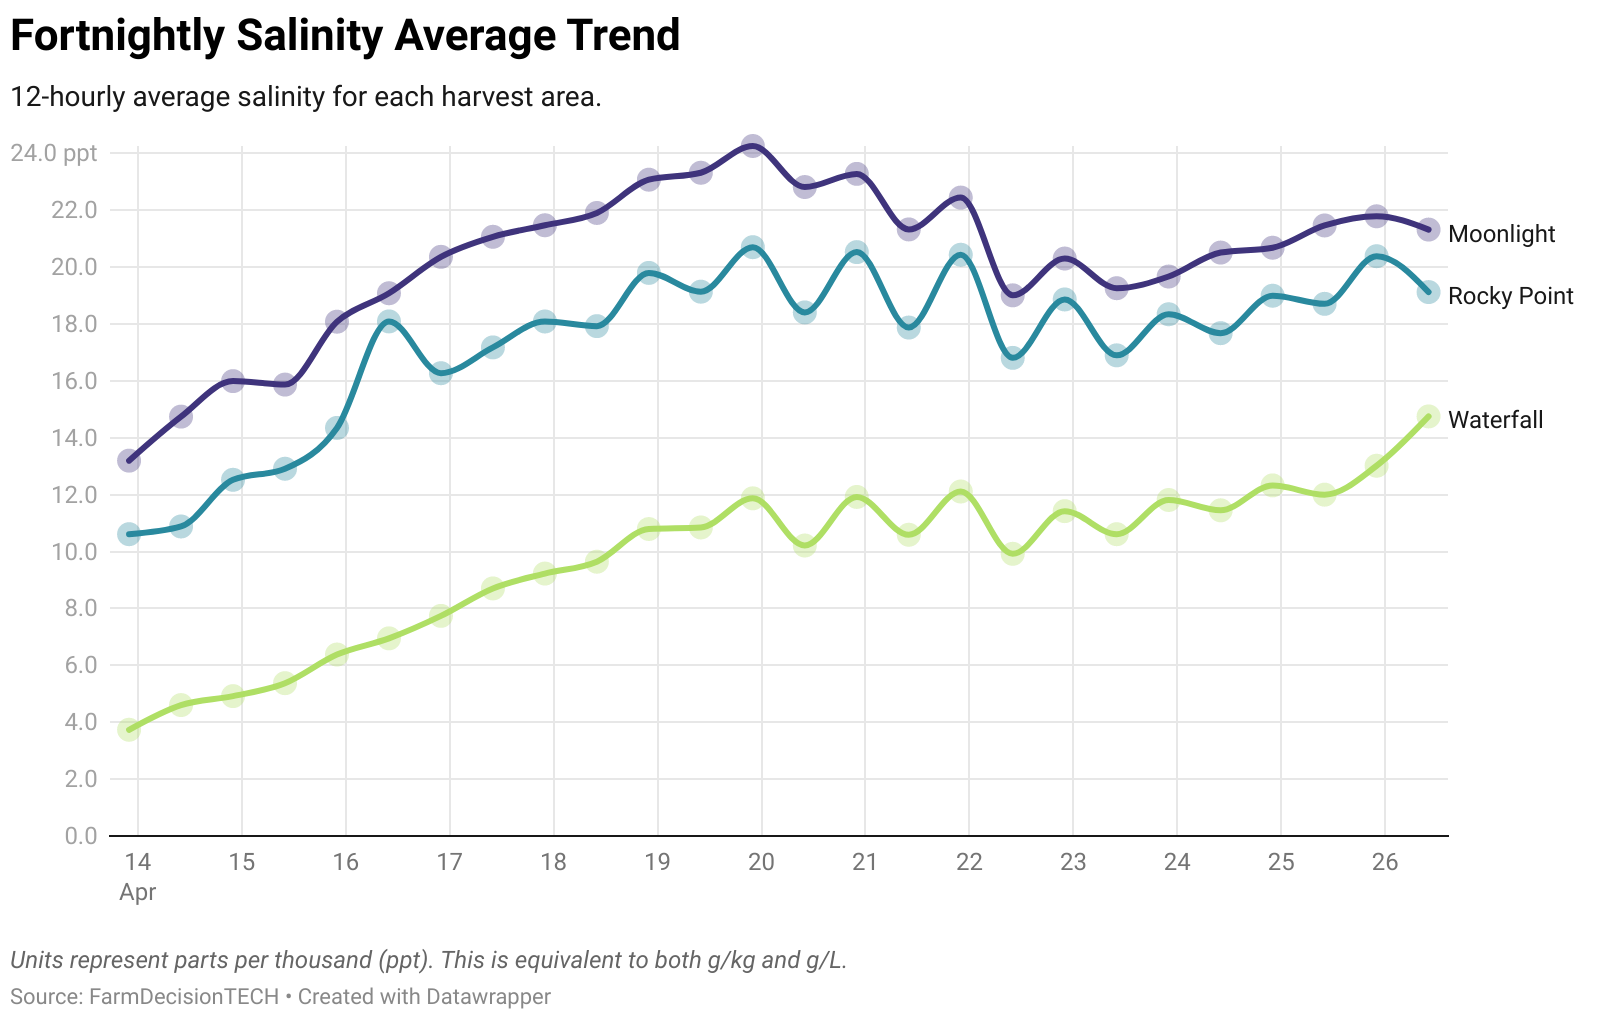 Fortnightly Salinity Average Trend
12-hourly average salinity for each harvest area.
24.0 ppt
22.0
20.0
18.0
16.0
14.0
12.0
10.0
8.0
6.0
4.0
2.0
0.0
Moonlight
Rocky Point
Waterfall
14 15 16 17 18 19 20 21 22 23 24 25 26
Apr
Units represent parts per thousand (ppt). This is equivalent to both g/kg and g/L.
Source: FarmDecisionTECH • Created with Datawrapper